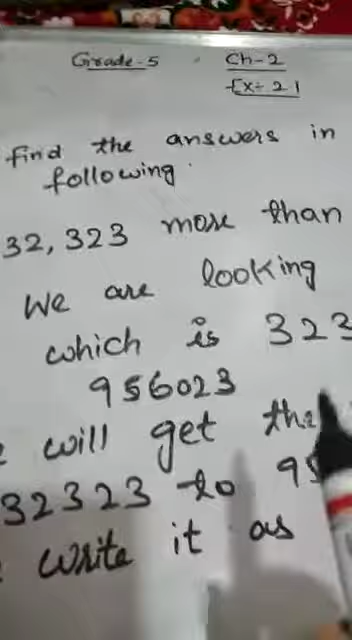 Grade-5 Ch-2
Ex- 2.1
find the answers in
following.
32,323 more than
We are looking
which is 323
956023
will get the
32323 to 95
write it as